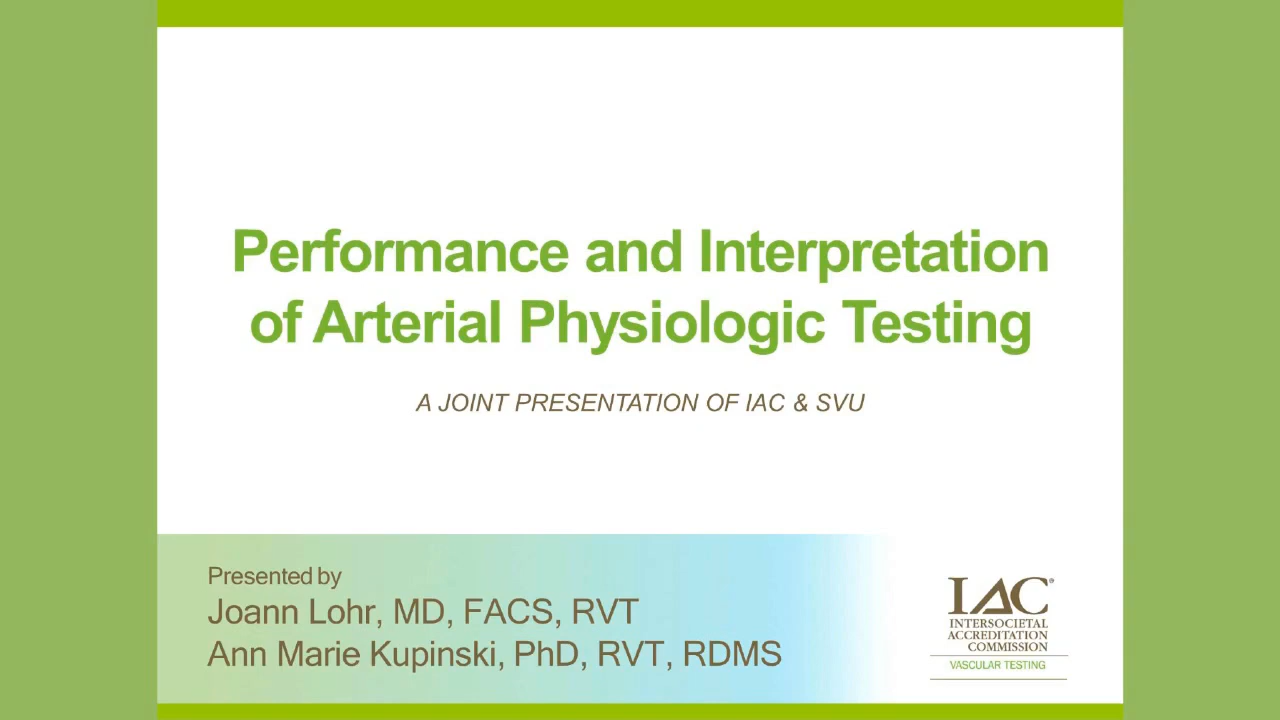 Performance and Interpretation
of Arterial Physiologic Testing
A JOINT PRESENTATION OF IAC & SVU
Presented by
Joann Lohr, MD, FACS, RVT
Ann Marie Kupinski, PhD, RVT, RDMS
IAC®
INTERSOCIETAL
ACCREDITATION
COMMISSION
VASCULAR TESTING